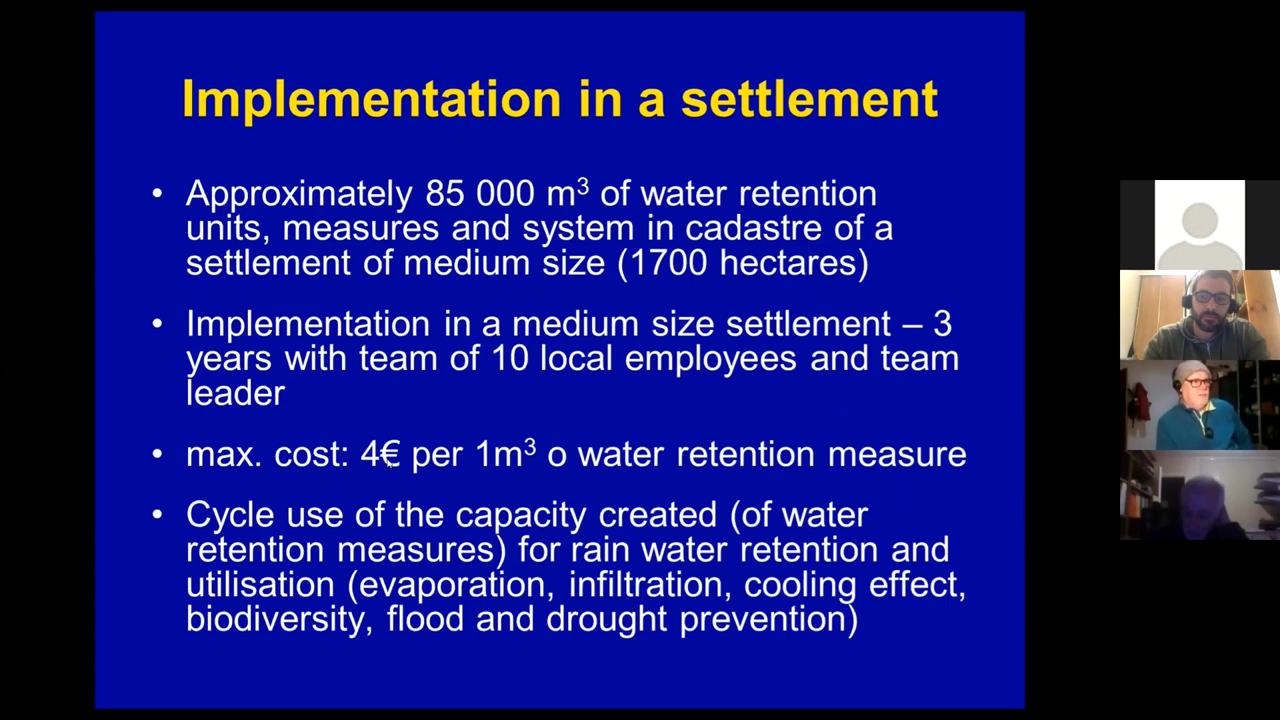 Implementation in a settlement
• Approximately 85 000 m³ of water retention
units, measures and system in cadastre of a
settlement of medium size (1700 hectares)
• Implementation in a medium size settlement – 3
years with team of 10 local employees and team
leader
• max. cost: 4€ per 1m³ o water retention measure
• Cycle use of the capacity created (of water
retention measures) for rain water retention and
utilisation (evaporation, infiltration, cooling effect,
biodiversity, flood and drought prevention)